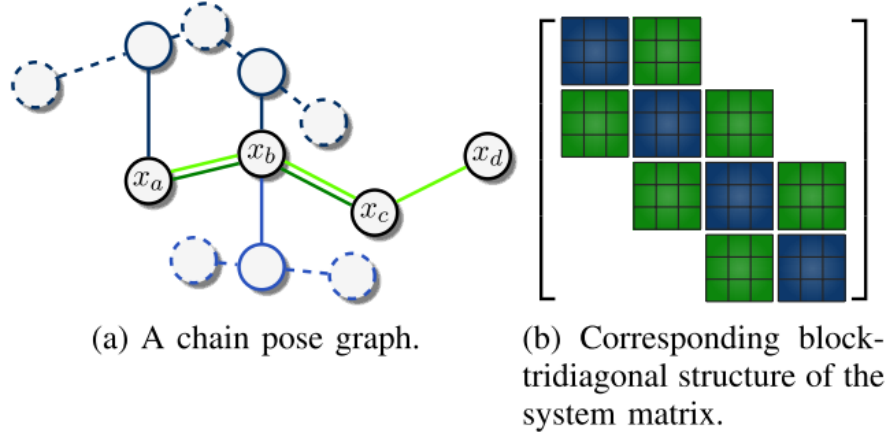 x_b
x_d
x_a
x_c
(a) A chain pose graph.
(b) Corresponding block-
tridiagonal structure of the
system matrix.